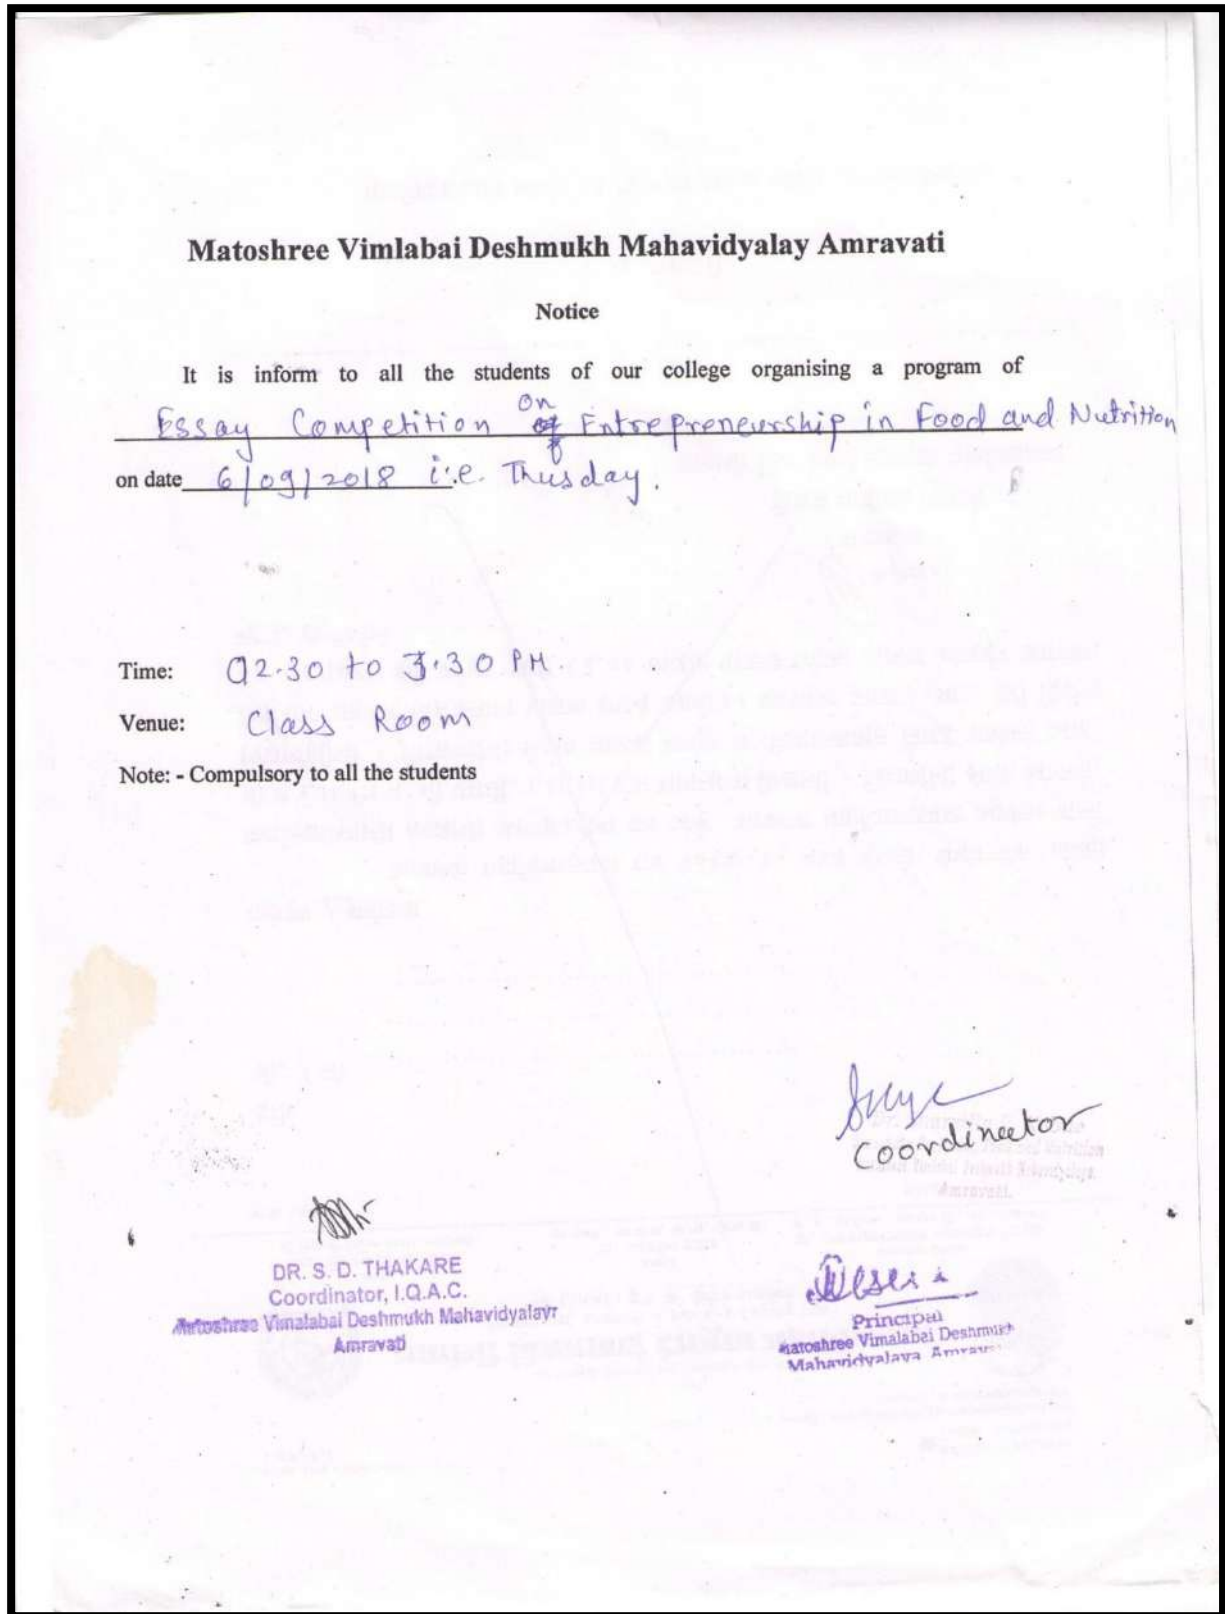 Matoshree Vimlabai Deshmukh Mahavidyalay Amravati
Notice
It is inform to all the students of our college organising a program of
Essay Competition On Entrepreneurship in Food and Nutrition
on date 6/09/2018 i.e. Thusday.
Time: 02.30 to 3.30 PM.
Venue: Class Room
Note: - Compulsory to all the students
Coordinator
DR. S. D. THAKARE
Coordinator, I.Q.A.C.
Matoshree Vimalabai Deshmukh Mahavidyalayr
Amravati
Principal
Matoshree Vimalabai Deshmukh
Mahavidyalaya